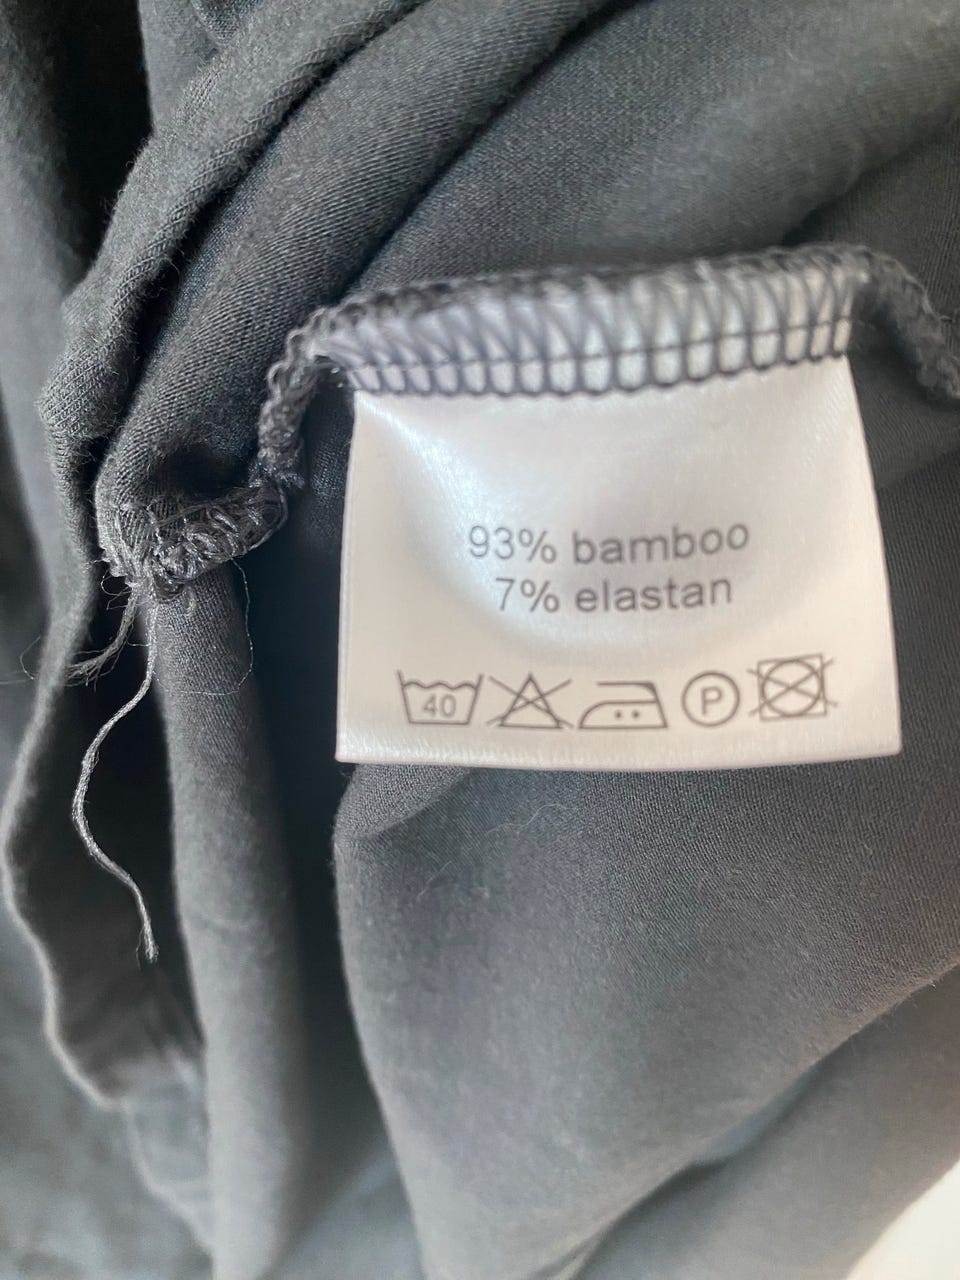 93% bamboo
7% elastan
40 P